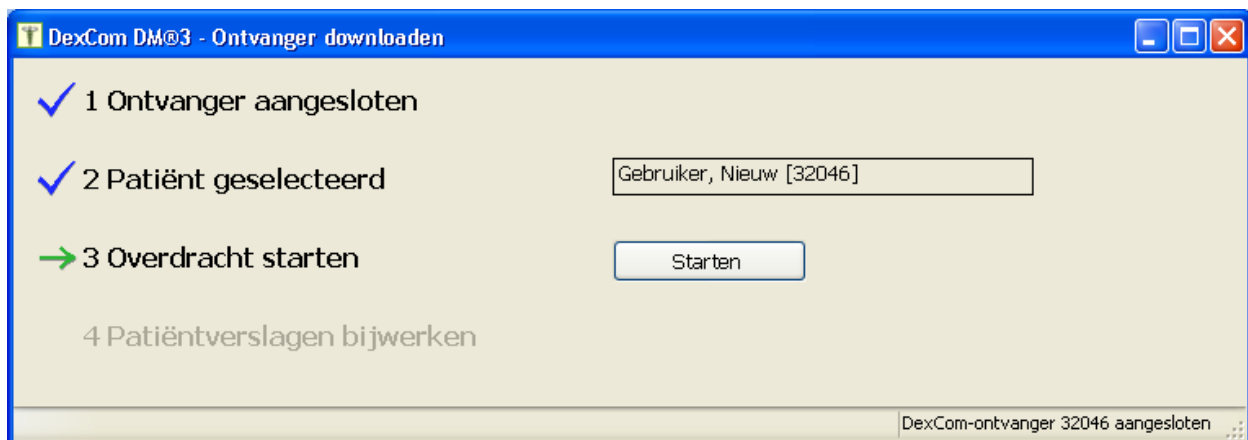 DexCom DM®3 - Ontvanger downloaden
1 Ontvanger aangesloten
2 Patiënt geselecteerd
Gebruiker, Nieuw [32046]
3 Overdracht starten
Starten
4 Patiëntverslagen bijwerken
DexCom-ontvanger 32046 aangesloten